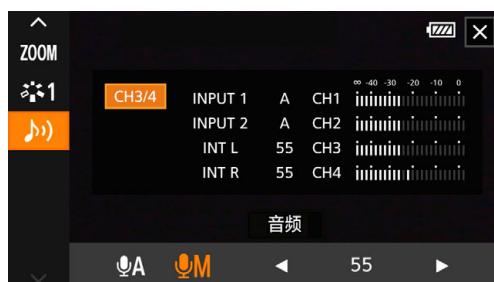 ZOOM
1
CH3/4
∞ -40 -30 -20 -10 0
INPUT 1 A CH1
INPUT 2 A CH2
INT L 55 CH3
INT R 55 CH4
音频
A M 55